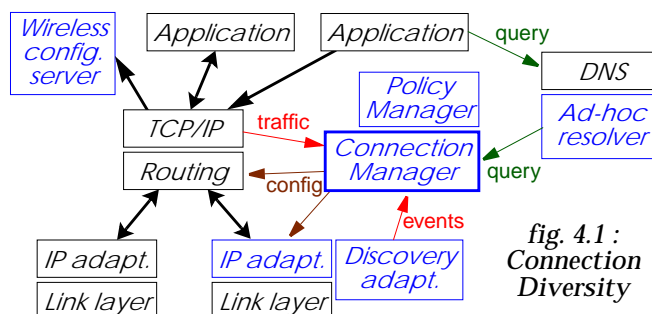 Wireless
config.
server
Application
Application
query
DNS
Policy
Manager
Ad-hoc
resolver
TCP/IP
traffic
Connection
Manager
query
Routing
config
events
IP adapt.
IP adapt.
Discovery
adapt.
Link layer
Link layer
fig. 4.1 :
Connection
Diversity